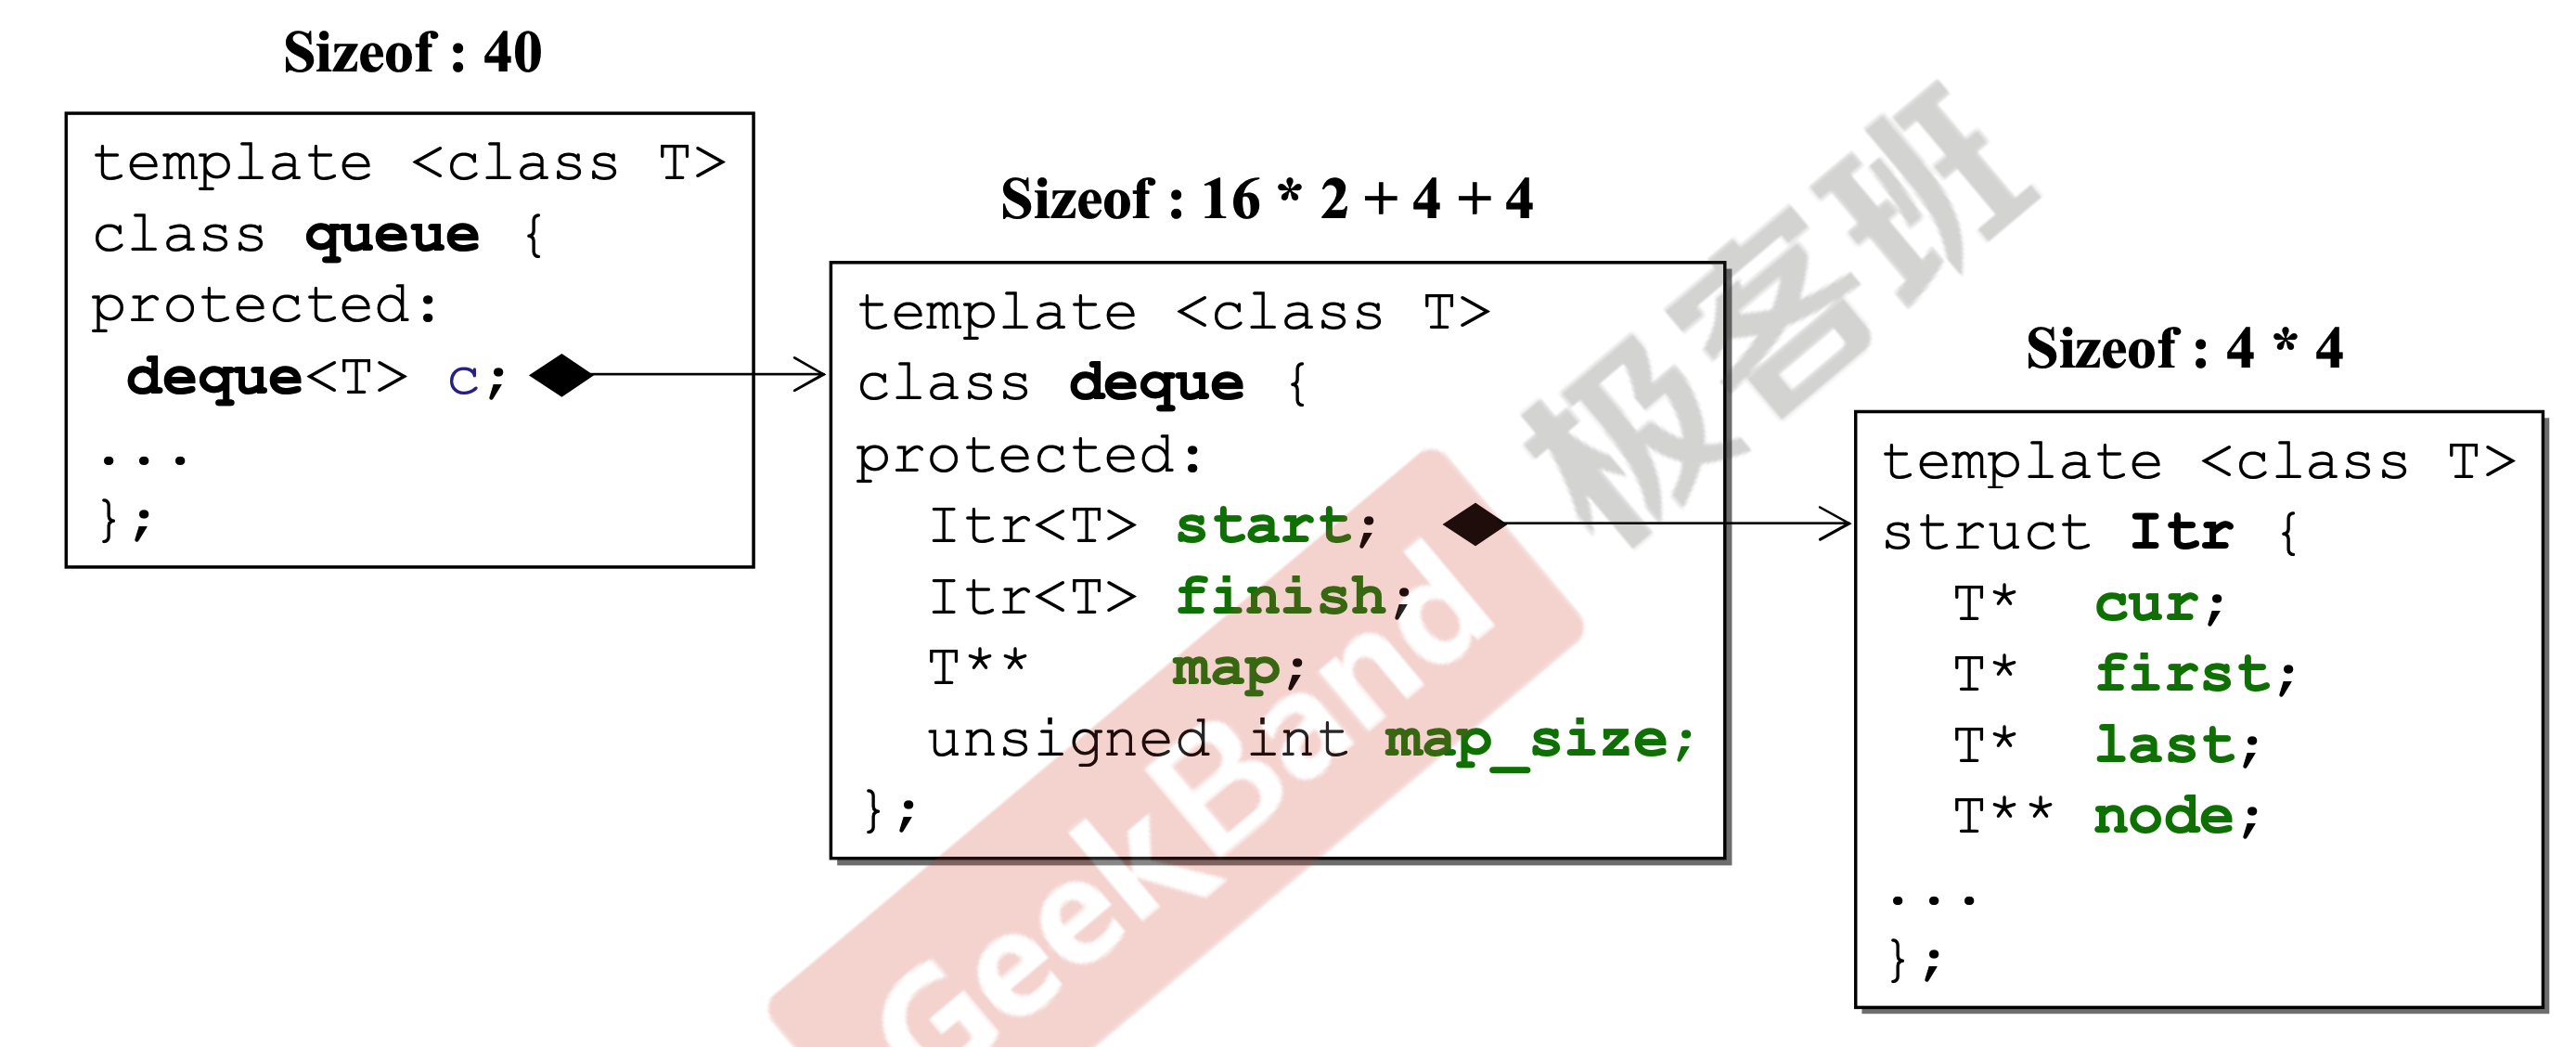 Sizeof : 40
template <class T>
class queue {
protected:
 deque<T> c;
...
};
Sizeof : 16 * 2 + 4 + 4
template <class T>
class deque {
protected:
  Itr<T> start;
  Itr<T> finish;
  T**    map;
  unsigned int map_size;
};
Sizeof : 4 * 4
template <class T>
struct Itr {
  T*  cur;
  T*  first;
  T*  last;
  T** node;
...
};
GeekBand 极客班